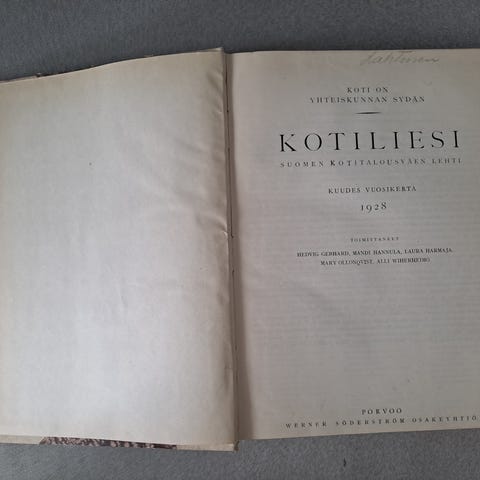 Lahtinen
KOTI ON
YHTEISKUNNAN SYDÄN
KOTILIESI
SUOMEN KOTITALOUSVÄEN LEHTI
KUUDES VUOSIKERTA
1928
TOIMITTANEET
HEDVIG GEBHARD, MANDI HANNULA, LAURA HARMAJA,
MARY OLLONQVIST, ALLI WIHERHEIMO
PORVOO
WERNER SÖDERSTRÖM OSAKEYHTIÖ